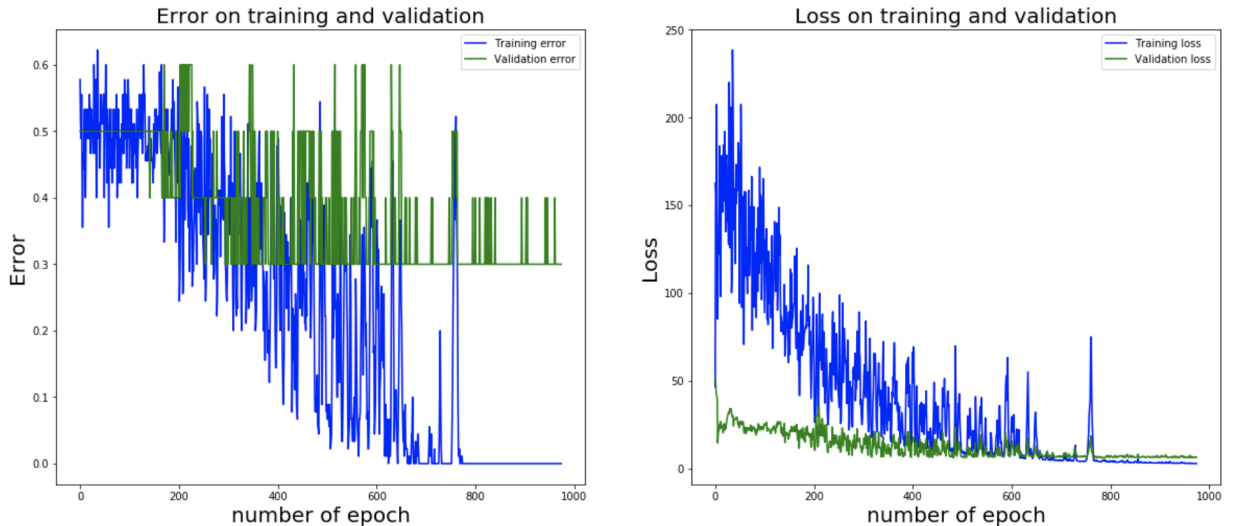 Error on training and validation
Training error
Validation error
0.6
0.5
0.4
0.3
0.2
0.1
0.0
Error
0 200 400 600 800 1000
number of epoch
Loss on training and validation
Training loss
Validation loss
250
200
150
100
50
0
Loss
0 200 400 600 800 1000
number of epoch